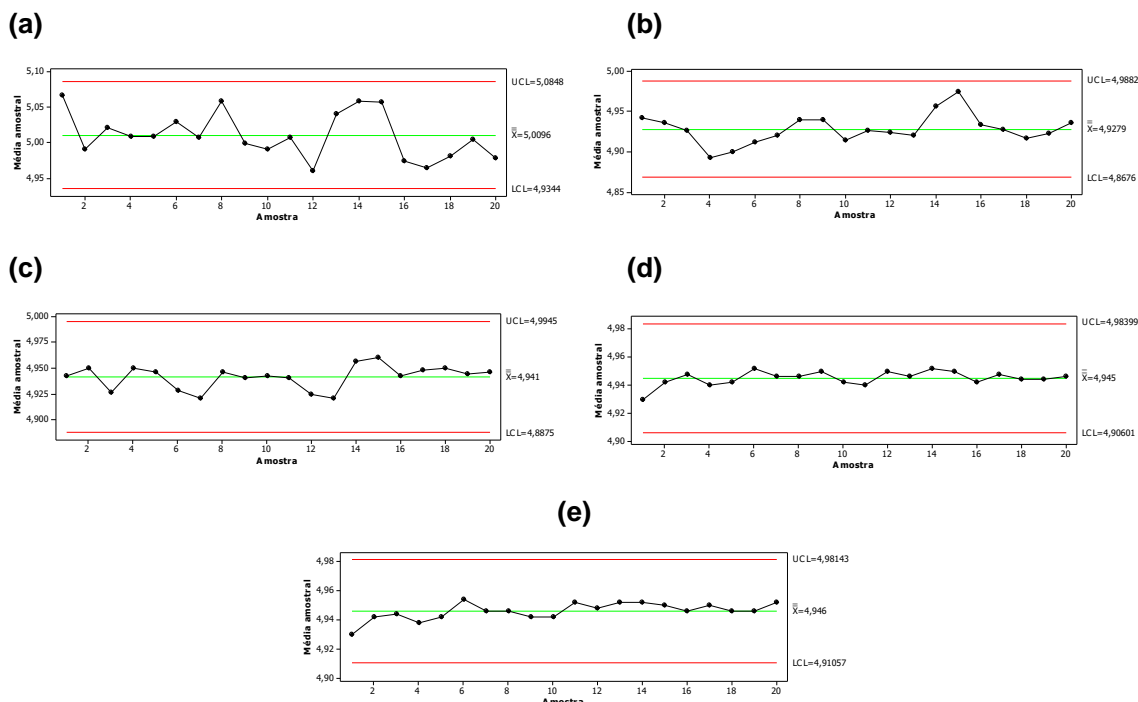 (a)
(b)
5,10
5,05
5,00
4,95
Média amostral
UCL=5,0848
X=5,0096
LCL=4,9344
2 4 6 8 10 12 14 16 18 20
Amostra
5,00
4,95
4,90
4,85
Média amostral
UCL=4,9882
X=4,9279
LCL=4,8676
2 4 6 8 10 12 14 16 18 20
Amostra
(c)
(d)
5,000
4,975
4,950
4,925
4,900
Média amostral
UCL=4,9945
X=4,941
LCL=4,8875
2 4 6 8 10 12 14 16 18 20
Amostra
4,98
4,96
4,94
4,92
4,90
Média amostral
UCL=4,98399
X=4,945
LCL=4,90601
2 4 6 8 10 12 14 16 18 20
Amostra
(e)
4,98
4,96
4,94
4,92
4,90
Média amostral
UCL=4,98143
X=4,946
LCL=4,91057
2 4 6 8 10 12 14 16 18 20
Amostra